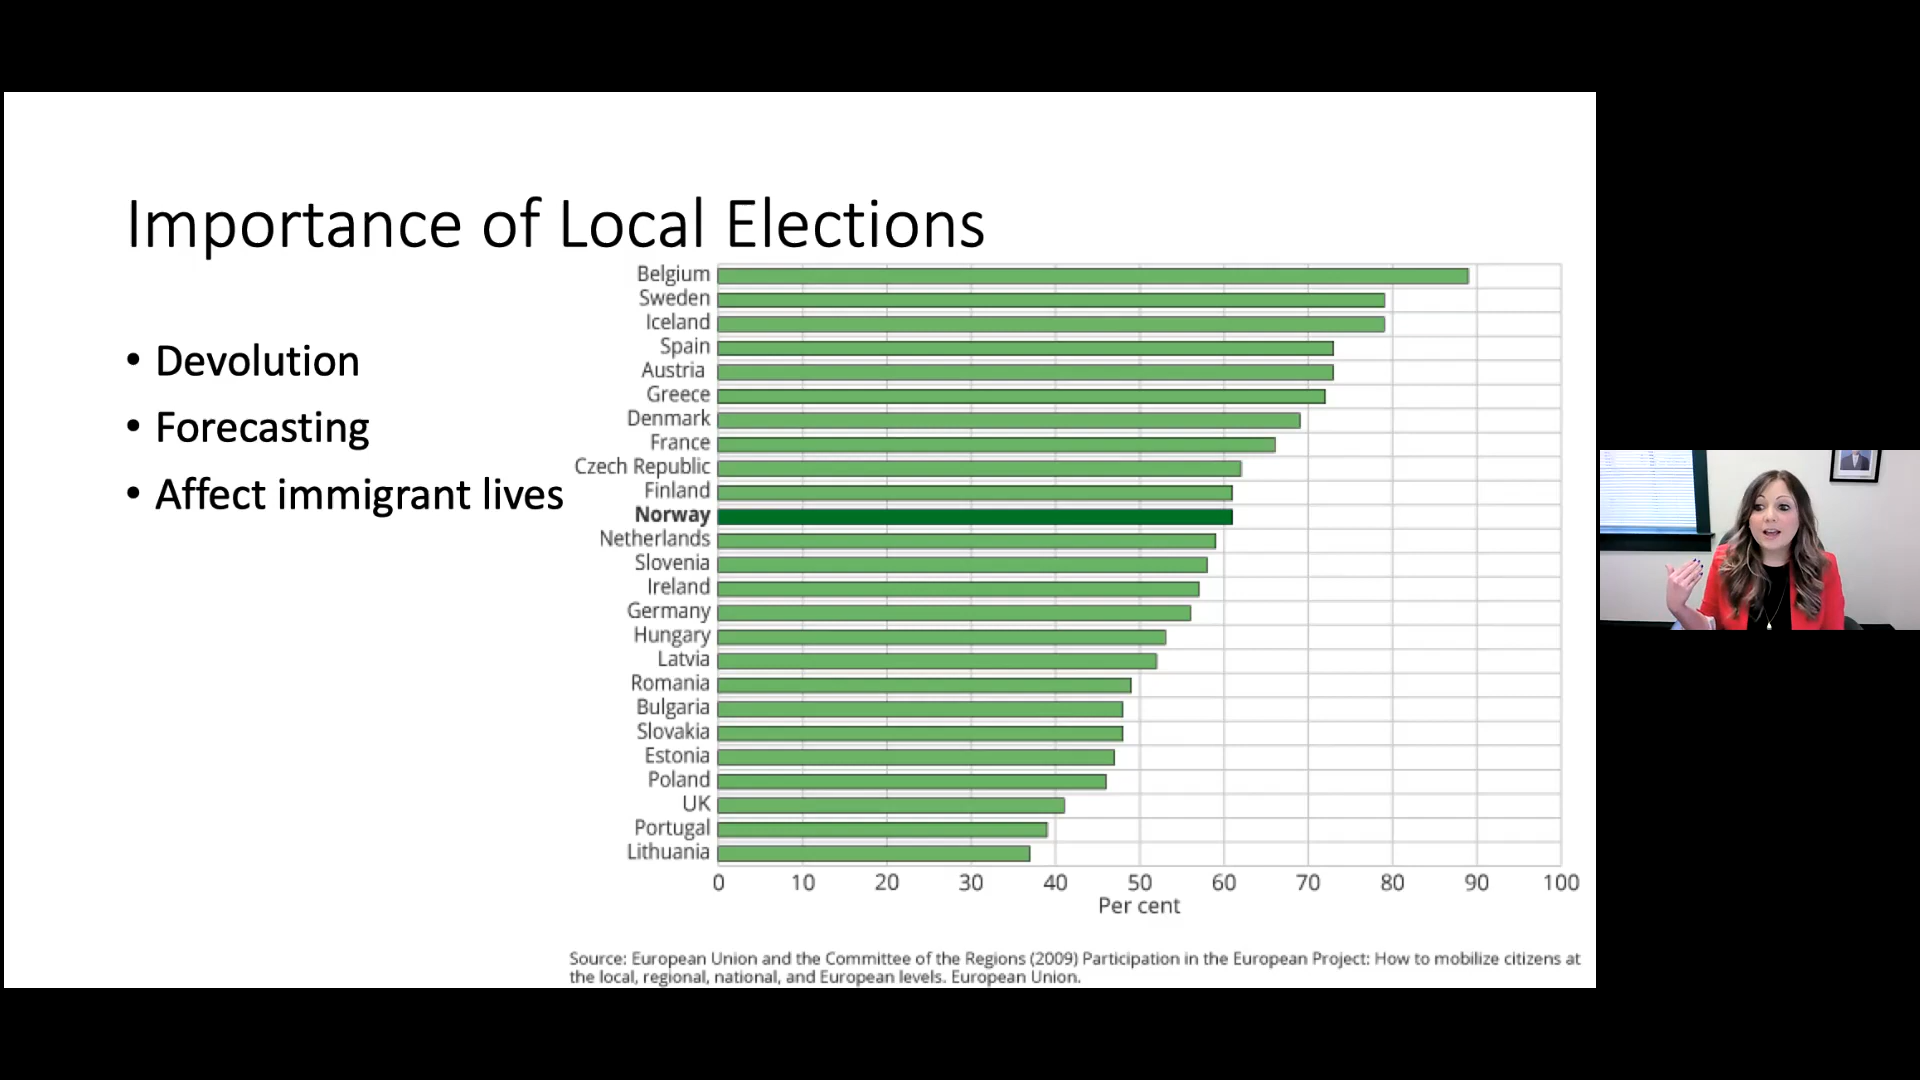 Importance of Local Elections
• Devolution
• Forecasting
• Affect immigrant lives
Belgium
Sweden
Iceland
Spain
Austria
Greece
Denmark
France
Czech Republic
Finland
Norway
Netherlands
Slovenia
Ireland
Germany
Hungary
Latvia
Romania
Bulgaria
Slovakia
Estonia
Poland
UK
Portugal
Lithuania
0 10 20 30 40 50 60 70 80 90 100
Per cent
Source: European Union and the Committee of the Regions (2009) Participation in the European Project: How to mobilize citizens at
the local, regional, national, and European levels. European Union.